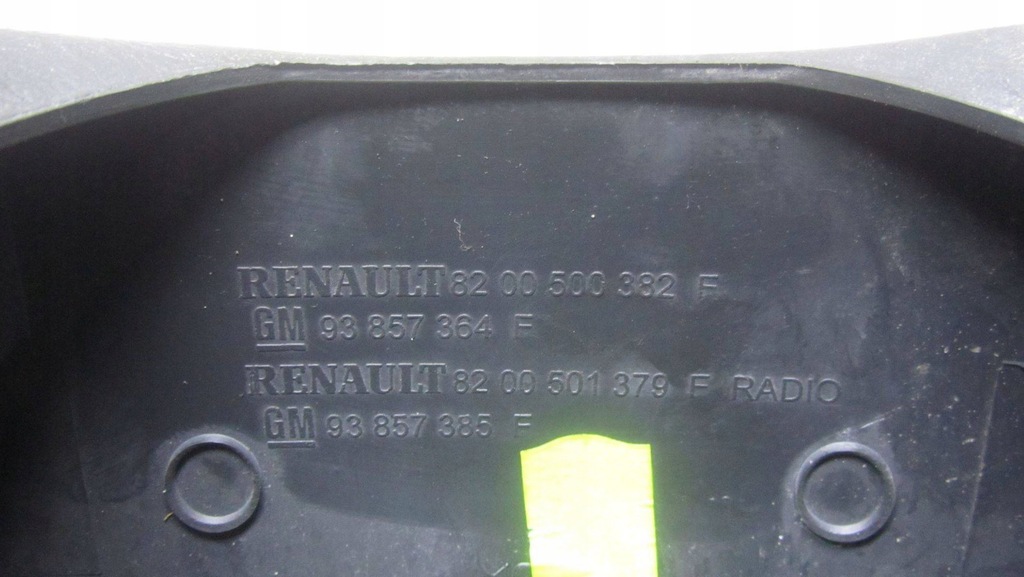 RENAULT 82 00 500 382 F
GM 93 857 364 F
RENAULT 82 00 501 379 F RADIO
GM 93 857 385 F